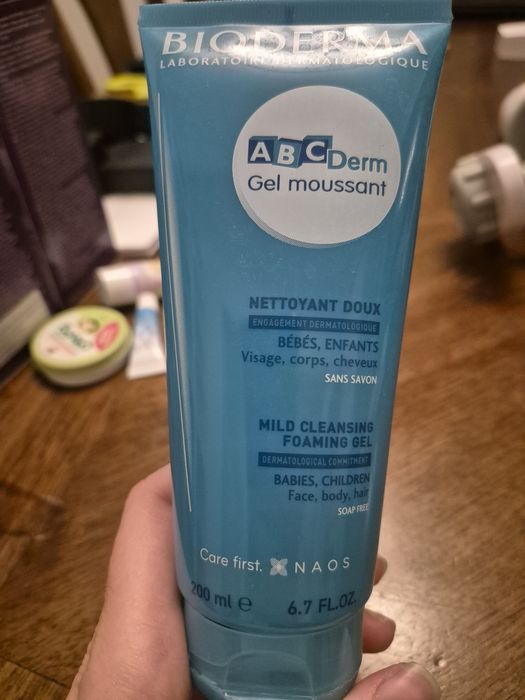 BIODERMA
LABORATOIRE DERMATOLOGIQUE
ABCDerm
Gel moussant
NETTOYANT DOUX
ENGAGEMENT DERMATOLOGIQUE
BÉBÉS, ENFANTS
Visage, corps, cheveux
SANS SAVON
MILD CLEANSING
FOAMING GEL
DERMATOLOGICAL COMMITMENT
BABIES, CHILDREN
Face, body, hair
SOAP FREE
Care first. NAOS
200 ml e 6.7 FL.OZ.